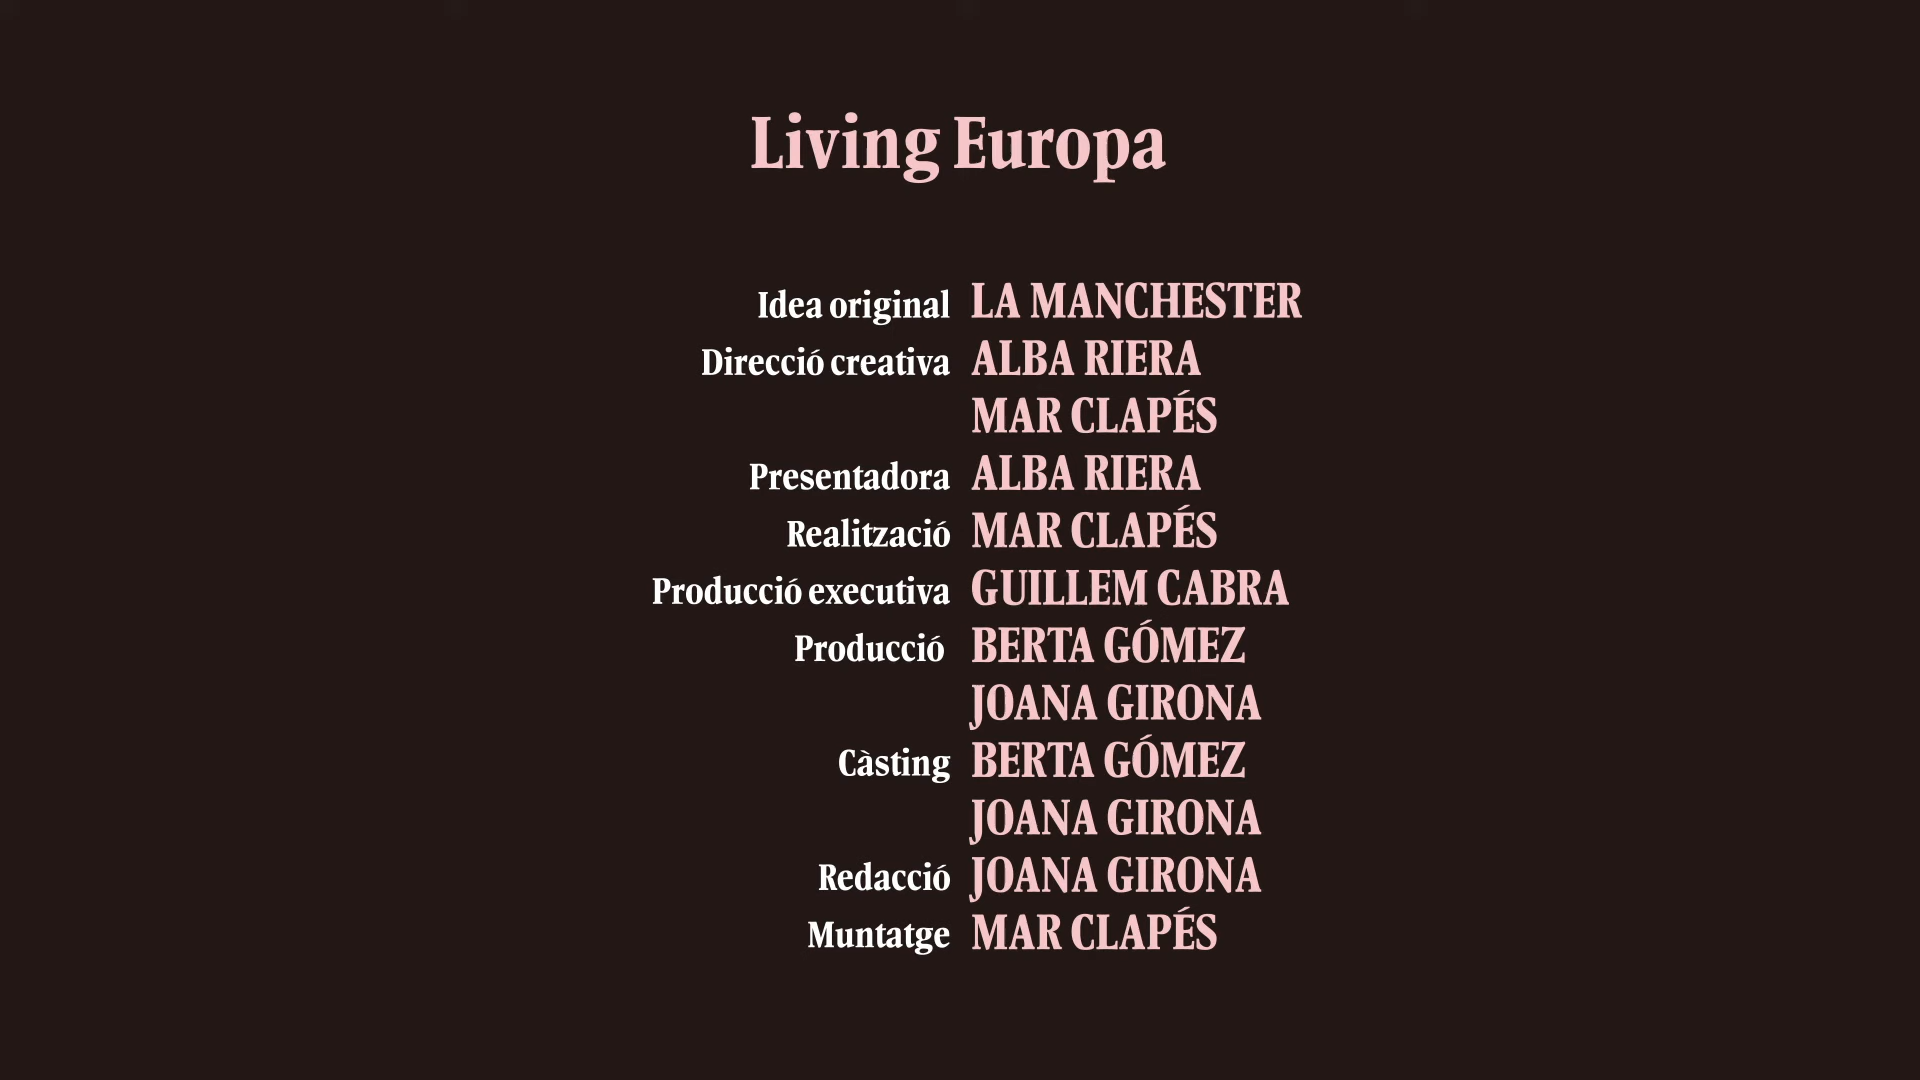 Living Europa
Idea original LA MANCHESTER
Direcció creativa ALBA RIERA
MAR CLAPÉS
Presentadora ALBA RIERA
Realització MAR CLAPÉS
Producció executiva GUILLEM CABRA
Producció BERTA GÓMEZ
JOANA GIRONA
Càsting BERTA GÓMEZ
JOANA GIRONA
Redacció JOANA GIRONA
Muntatge MAR CLAPÉS